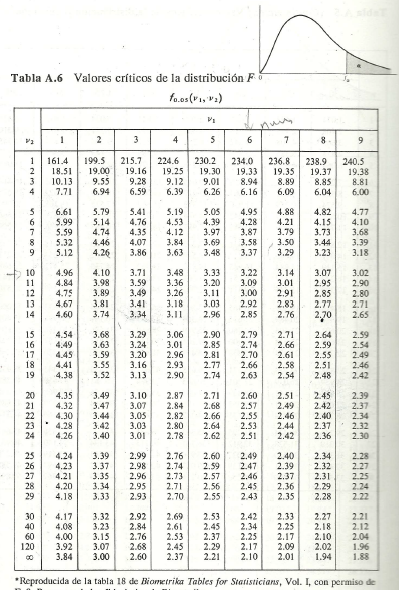 α
0
fα
Tabla A.6 Valores críticos de la distribución F
f0.05(ν1, ν2)
ν1
ν2 1 2 3 4 5 6 7 8 9
1 161.4 199.5 215.7 224.6 230.2 234.0 236.8 238.9 240.5
2 18.51 19.00 19.16 19.25 19.30 19.33 19.35 19.37 19.38
3 10.13 9.55 9.28 9.12 9.01 8.94 8.89 8.85 8.81
4 7.71 6.94 6.59 6.39 6.26 6.16 6.09 6.04 6.00
5 6.61 5.79 5.41 5.19 5.05 4.95 4.88 4.82 4.77
6 5.99 5.14 4.76 4.53 4.39 4.28 4.21 4.15 4.10
7 5.59 4.74 4.35 4.12 3.97 3.87 3.79 3.73 3.68
8 5.32 4.46 4.07 3.84 3.69 3.58 3.50 3.44 3.39
9 5.12 4.26 3.86 3.63 3.48 3.37 3.29 3.23 3.18
10 4.96 4.10 3.71 3.48 3.33 3.22 3.14 3.07 3.02
11 4.84 3.98 3.59 3.36 3.20 3.09 3.01 2.95 2.90
12 4.75 3.89 3.49 3.26 3.11 3.00 2.91 2.85 2.80
13 4.67 3.81 3.41 3.18 3.03 2.92 2.83 2.77 2.71
14 4.60 3.74 3.34 3.11 2.96 2.85 2.76 2.70 2.65
15 4.54 3.68 3.29 3.06 2.90 2.79 2.71 2.64 2.59
16 4.49 3.63 3.24 3.01 2.85 2.74 2.66 2.59 2.54
17 4.45 3.59 3.20 2.96 2.81 2.70 2.61 2.55 2.49
18 4.41 3.55 3.16 2.93 2.77 2.66 2.58 2.51 2.46
19 4.38 3.52 3.13 2.90 2.74 2.63 2.54 2.48 2.42
20 4.35 3.49 3.10 2.87 2.71 2.60 2.51 2.45 2.39
21 4.32 3.47 3.07 2.84 2.68 2.57 2.49 2.42 2.37
22 4.30 3.44 3.05 2.82 2.66 2.55 2.46 2.40 2.34
23 4.28 3.42 3.03 2.80 2.64 2.53 2.44 2.37 2.32
24 4.26 3.40 3.01 2.78 2.62 2.51 2.42 2.36 2.30
25 4.24 3.39 2.99 2.76 2.60 2.49 2.40 2.34 2.28
26 4.23 3.37 2.98 2.74 2.59 2.47 2.39 2.32 2.27
27 4.21 3.35 2.96 2.73 2.57 2.46 2.37 2.31 2.25
28 4.20 3.34 2.95 2.71 2.56 2.45 2.36 2.29 2.24
29 4.18 3.33 2.93 2.70 2.55 2.43 2.35 2.28 2.22
30 4.17 3.32 2.92 2.69 2.53 2.42 2.33 2.27 2.21
40 4.08 3.23 2.84 2.61 2.45 2.34 2.25 2.18 2.12
60 4.00 3.15 2.76 2.53 2.37 2.25 2.17 2.10 2.04
120 3.92 3.07 2.68 2.45 2.29 2.17 2.09 2.02 1.96
∞ 3.84 3.00 2.60 2.37 2.21 2.10 2.01 1.94 1.88
*Reproducida de la tabla 18 de Biometrika Tables for Statisticians, Vol. I, con permiso de